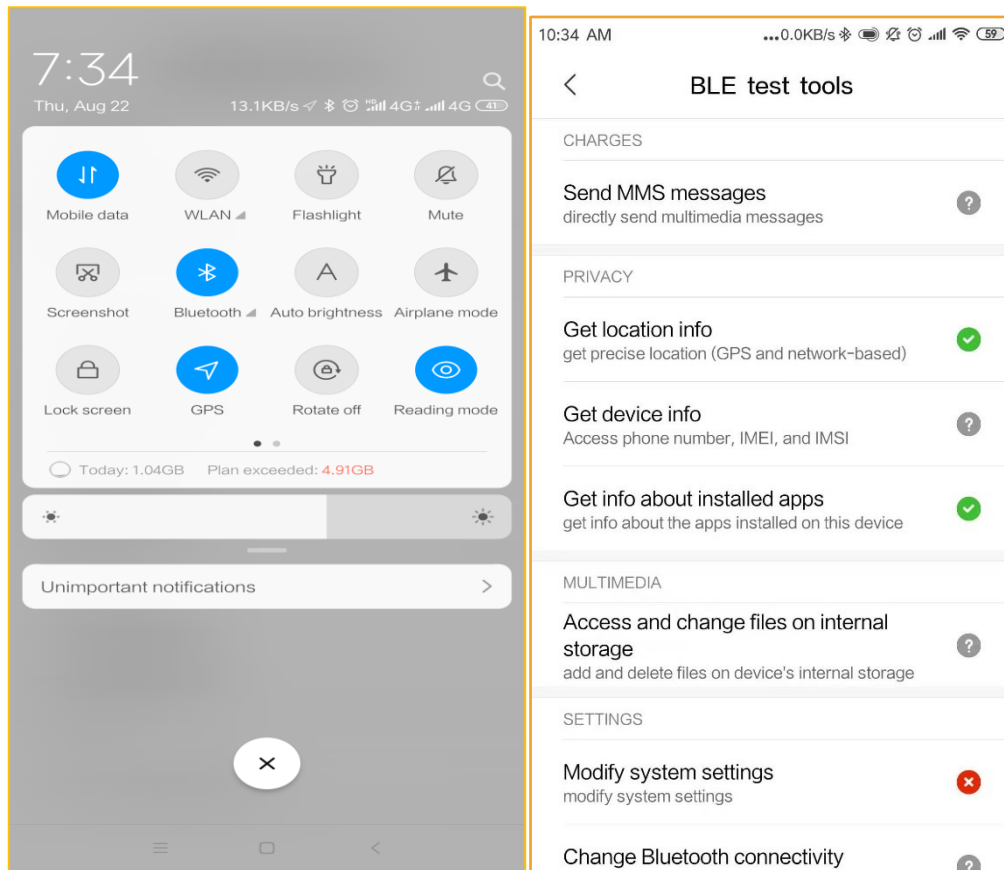 7:34
Thu, Aug 22
13.1KB/s HD 4G 4G 41
Mobile data WLAN Flashlight Mute
Screenshot Bluetooth Auto brightness Airplane mode
Lock screen GPS Rotate off Reading mode
Today: 1.04GB Plan exceeded: 4.91GB
Unimportant notifications
10:34 AM ...0.0KB/s 59
BLE test tools
CHARGES
Send MMS messages
directly send multimedia messages
PRIVACY
Get location info
get precise location (GPS and network-based)
Get device info
Access phone number, IMEI, and IMSI
Get info about installed apps
get info about the apps installed on this device
MULTIMEDIA
Access and change files on internal
storage
add and delete files on device's internal storage
SETTINGS
Modify system settings
modify system settings
Change Bluetooth connectivity